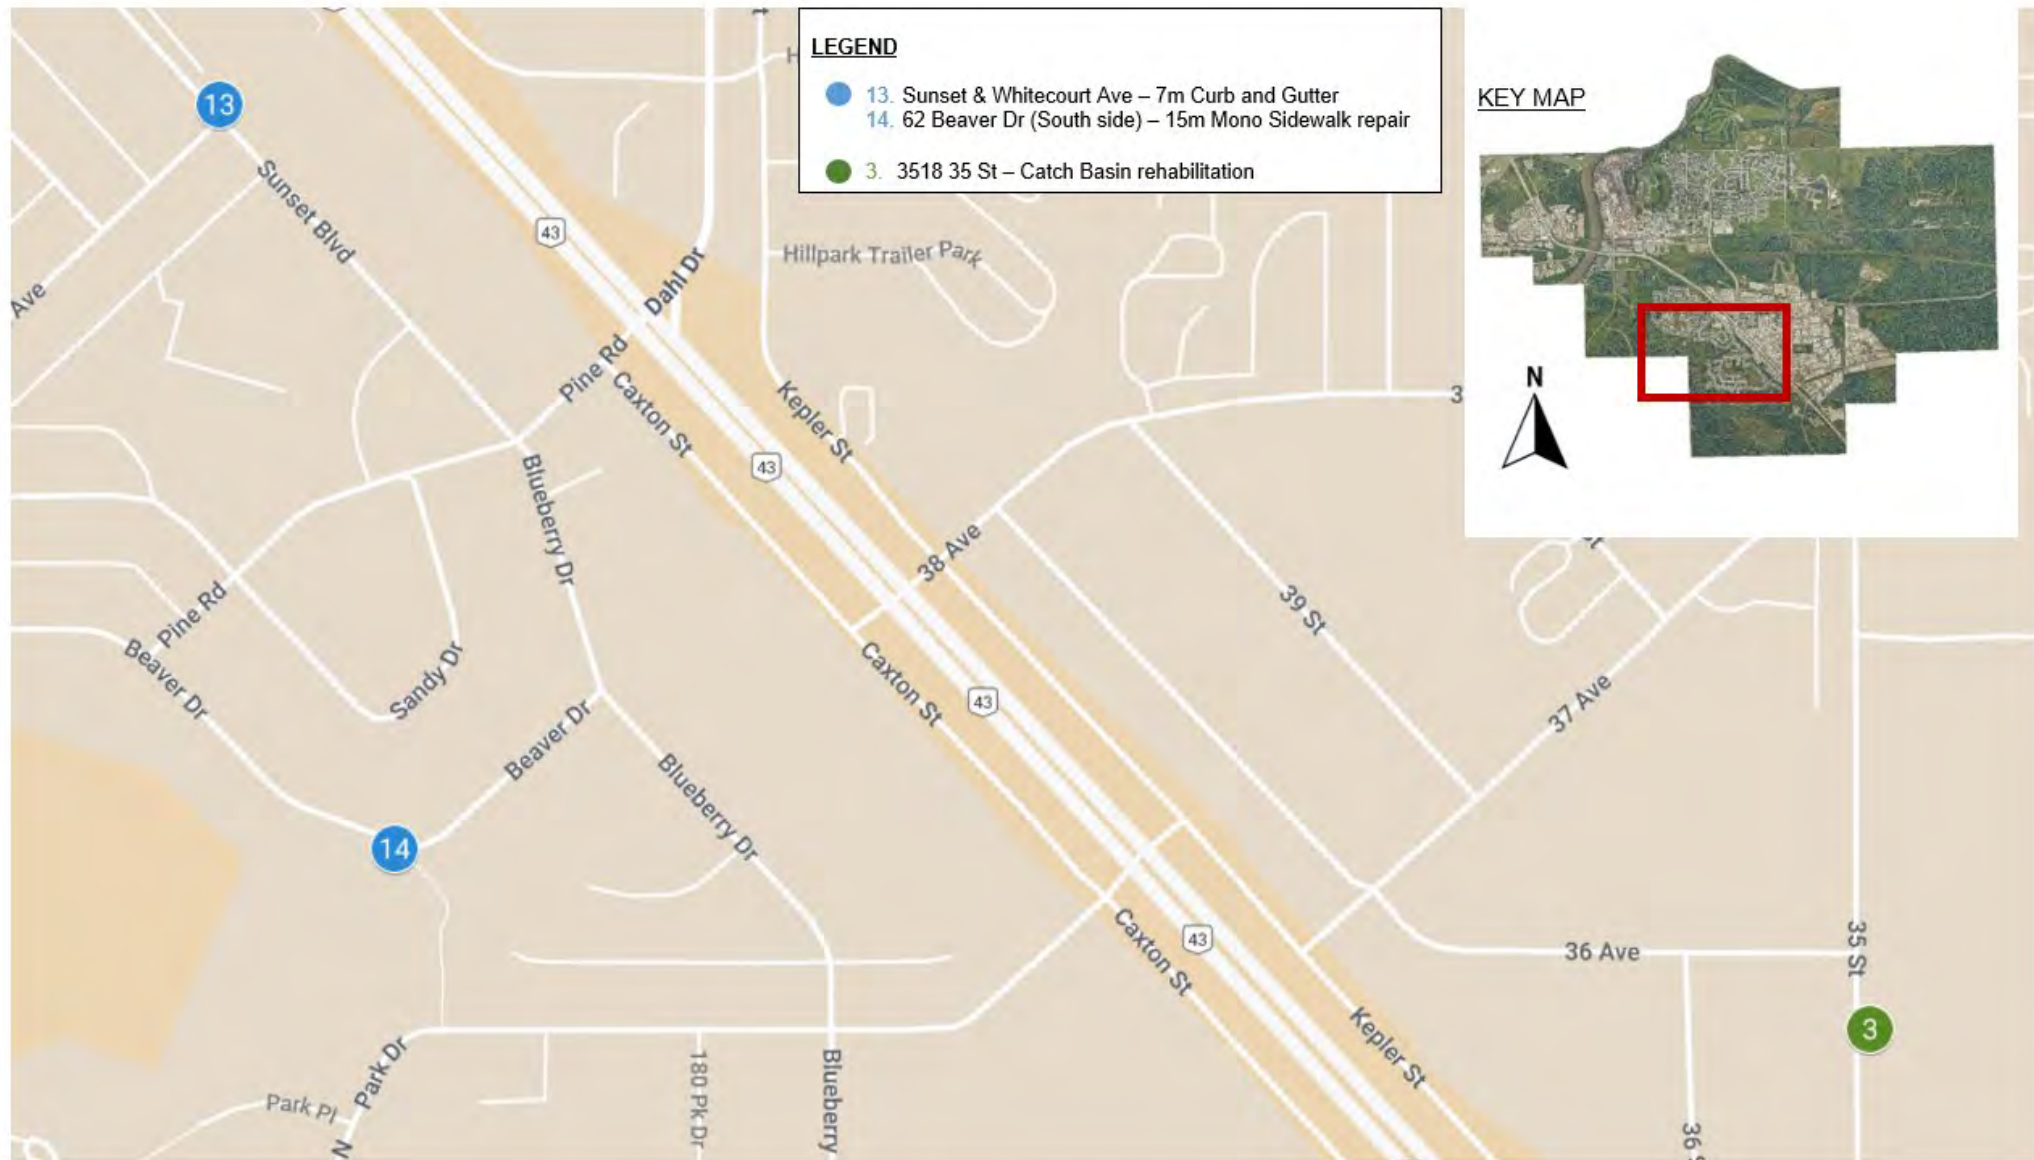 LEGEND
13. Sunset & Whitecourt Ave – 7m Curb and Gutter
14. 62 Beaver Dr (South side) – 15m Mono Sidewalk repair
3. 3518 35 St – Catch Basin rehabilitation
KEY MAP
N
13
Sunset Blvd
Ave
43
Dahl Dr
Hillpark Trailer Park
Pine Rd
Caxton St
Kepler St
43
3
Blueberry Dr
38 Ave
39 St
Pine Rd
Beaver Dr
Sandy Dr
Caxton St
43
37 Ave
Beaver Dr
Blueberry Dr
14
Caxton St
43
36 Ave
35 St
3
Kepler St
Park Dr
Park Pl
180 Pk Dr
Blueberry
N
36